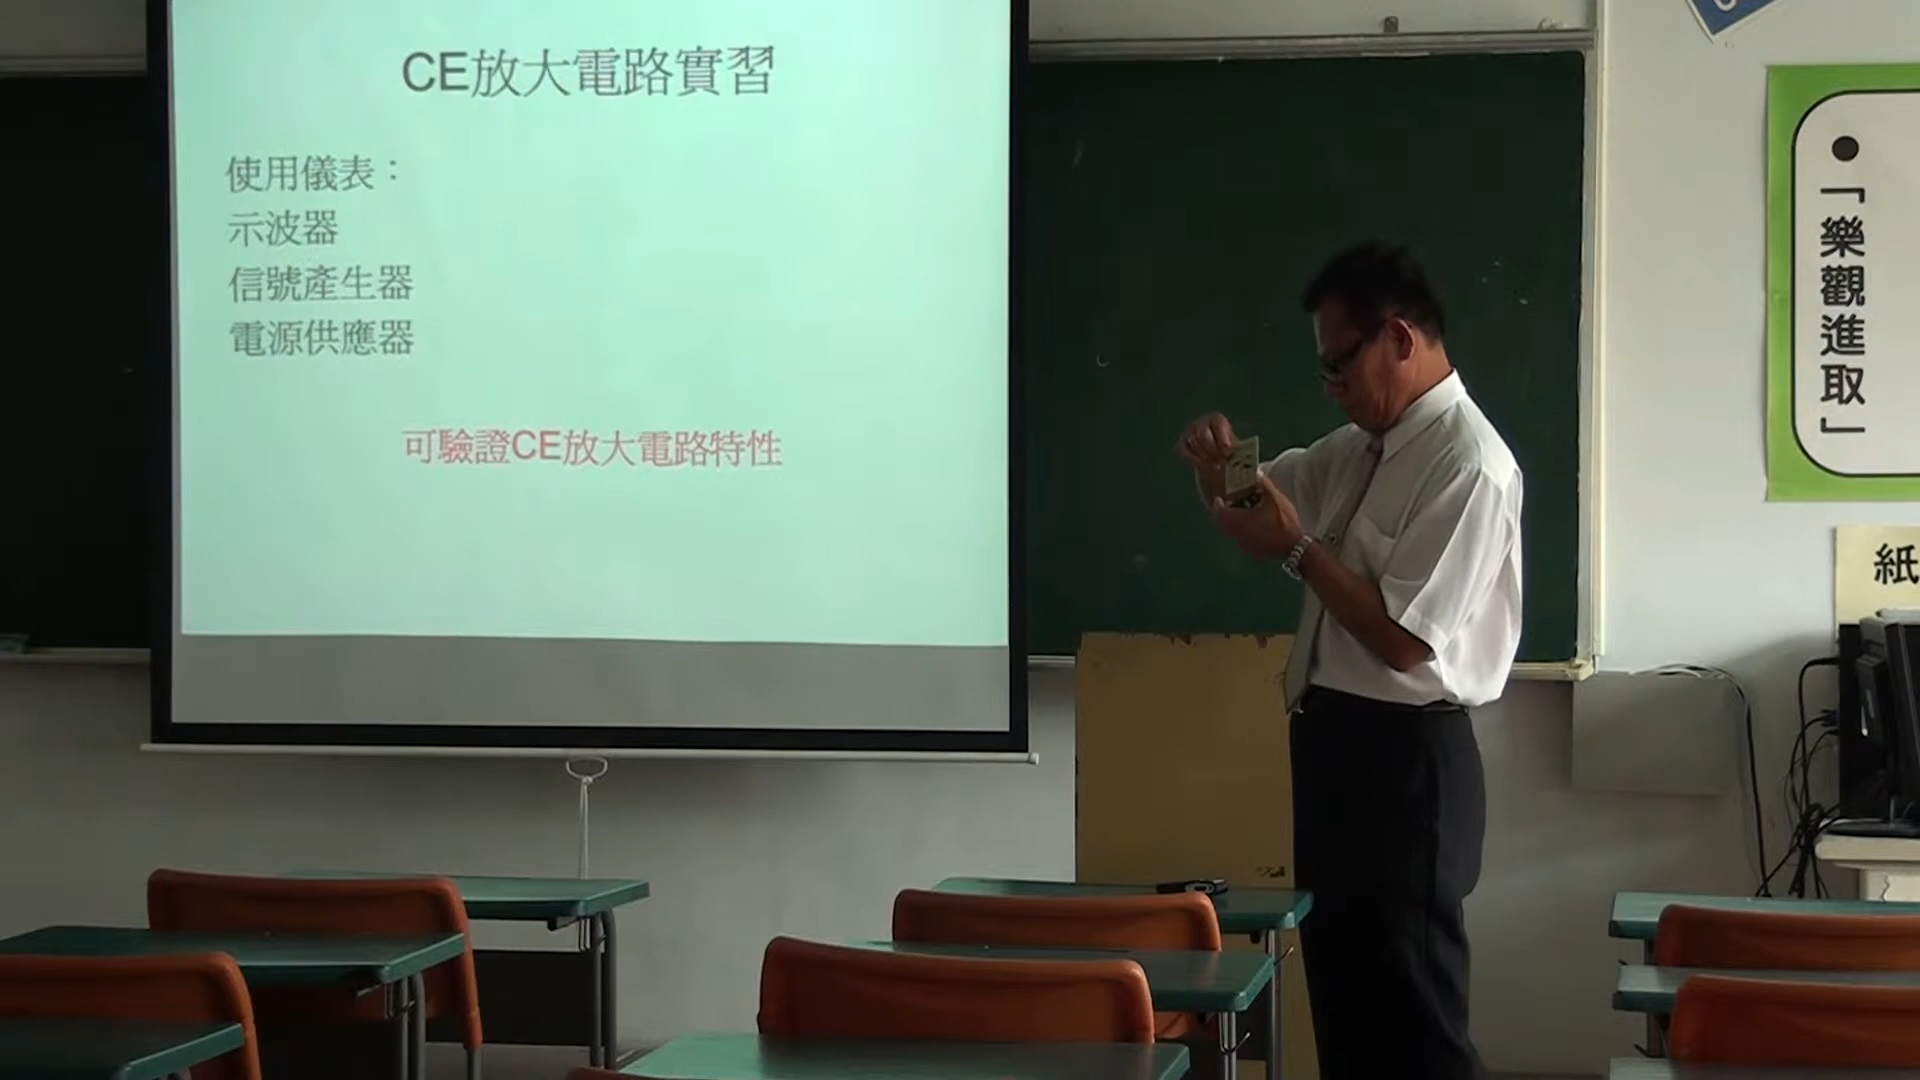 CE放大電路實習
使用儀表：
示波器
信號產生器
電源供應器
可驗證CE放大電路特性
●「樂觀進取」
紙